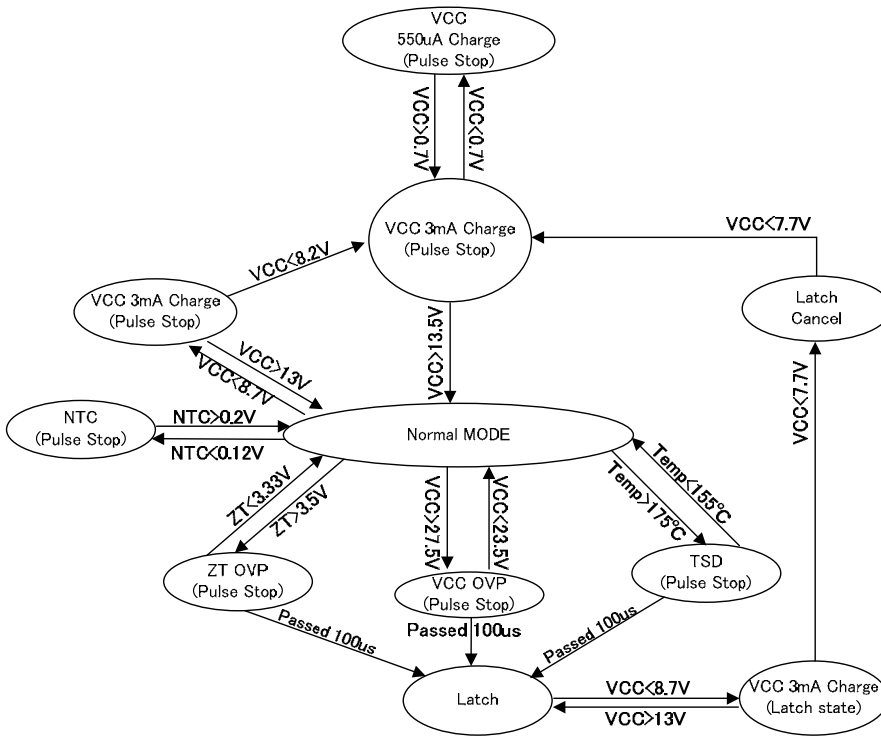 VCC
550uA Charge
(Pulse Stop)
VCC>0.7V
VCC<0.7V
VCC 3mA Charge
(Pulse Stop)
VCC<7.7V
VCC<8.2V
VCC 3mA Charge
(Pulse Stop)
Latch
Cancel
VCC>13V
VCC<8.7V
VCC>13.5V
VCC<7.7V
NTC
(Pulse Stop)
NTC>0.2V
NTC<0.12V
Normal MODE
ZT<3.33V
ZT>3.5V
VCC>27.5V
VCC<23.5V
Temp<155℃
Temp>175℃
ZT OVP
(Pulse Stop)
VCC OVP
(Pulse Stop)
TSD
(Pulse Stop)
Passed 100us
Passed 100us
Passed 100us
Latch
VCC<8.7V
VCC>13V
VCC 3mA Charge
(Latch state)